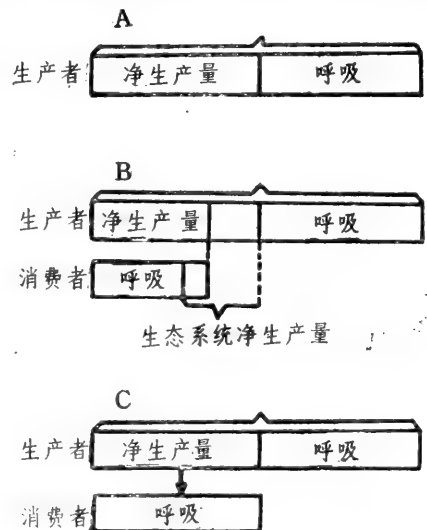 A
生产者 净生产量 呼吸
B
生产者 净生产量 呼吸
消费者 呼吸
生态系统净生产量
C
生产者 净生产量 呼吸
消费者 呼吸